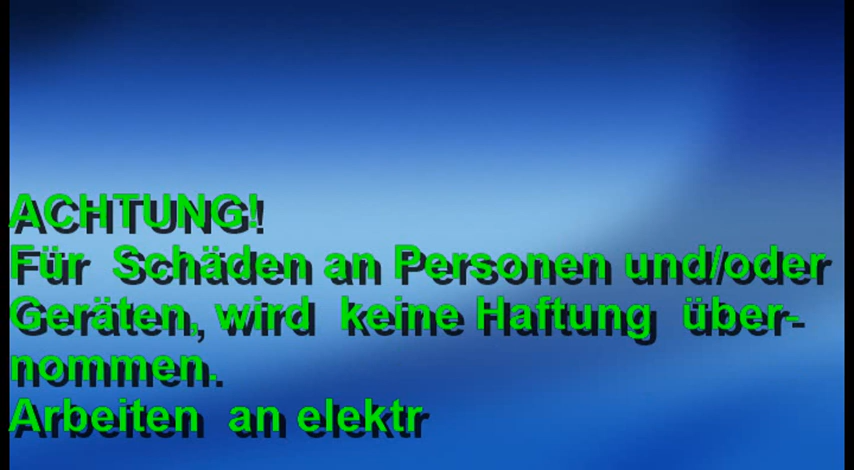 ACHTUNG!
Für Schäden an Personen und/oder
Geräten, wird keine Haftung über-
nommen.
Arbeiten an elektr